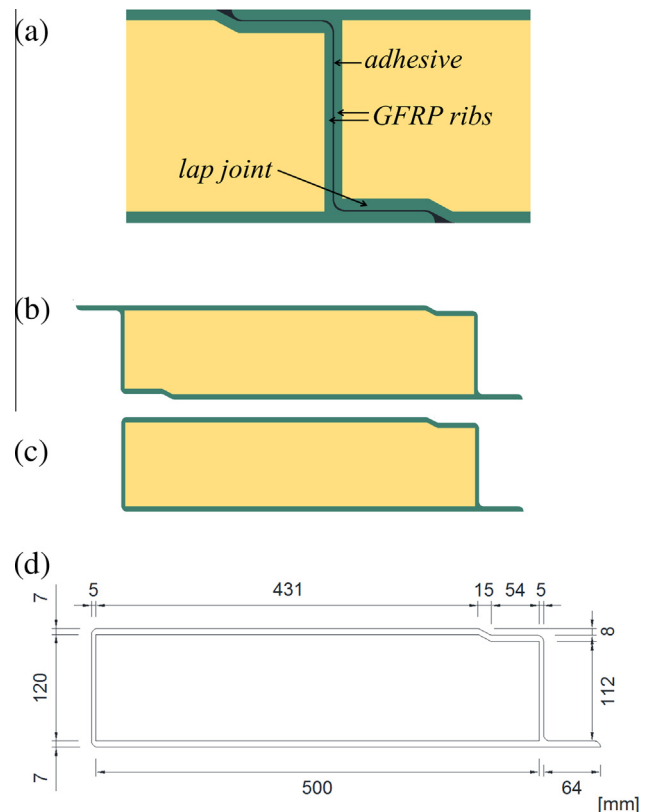 (a)
adhesive
GFRP ribs
lap joint
(b)
(c)
(d)
5 431 15 54 5
7
8
120
112
7
500 64
[mm]